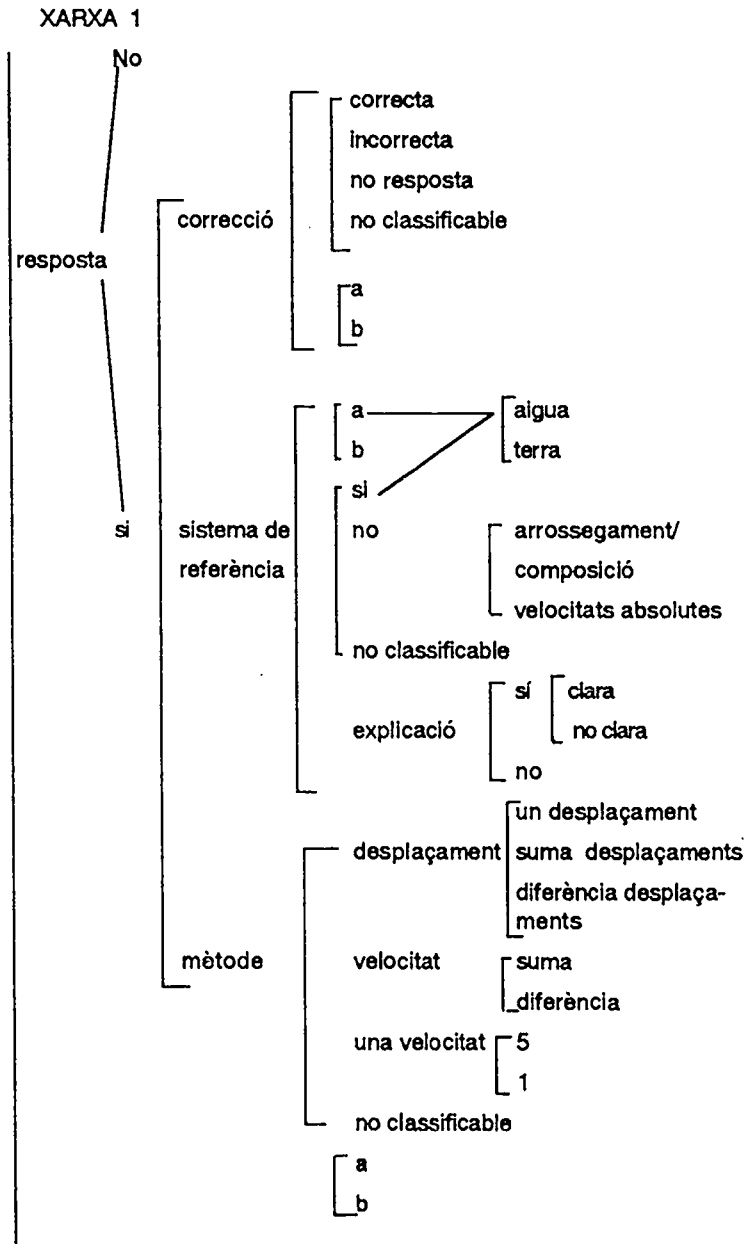 XARXA 1
No
correcta
incorrecta
no resposta
correcció
no classificable
resposta
a
b
a
aigua
b
terra
si
si
sistema de
no
arrossegament/
referència
composició
velocitats absolutes
no classificable
sí
clara
explicació
no clara
no
un desplaçament
desplaçament
suma desplaçaments
diferència desplaça-
ments
mètode
velocitat
suma
diferència
una velocitat
5
1
no classificable
a
b